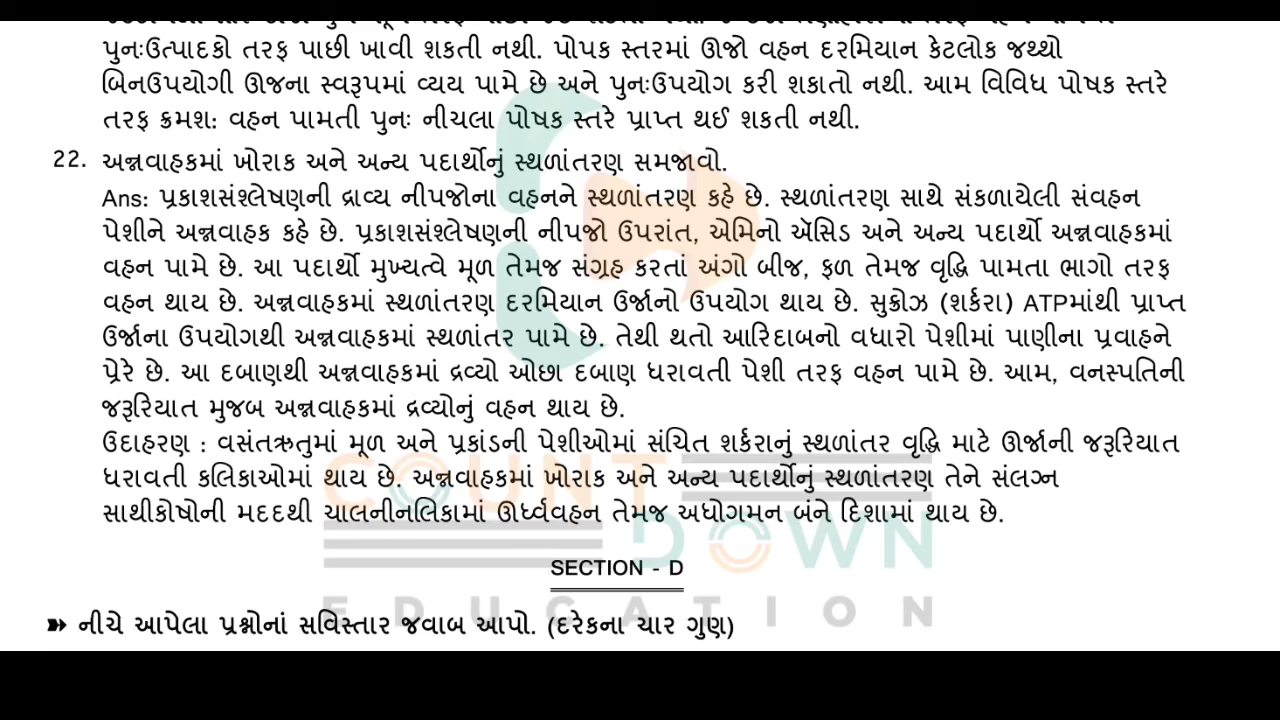 પુનઃઉત્પાદકો તરફ પાછી ખાવી શકતી નથી. પોપક સ્તરમાં ઊજો વહન દરમિયાન કેટલોક જથ્થો
બિનઉપયોગી ઊજના સ્વરૂપમાં વ્યય પામે છે અને પુનઃઉપયોગ કરી શકાતો નથી. આમ વિવિધ પોષક સ્તરે
તરફ ક્રમશ: વહન પામતી પુનઃ નીચલા પોષક સ્તરે પ્રાપ્ત થઈ શકતી નથી.
22. અન્નવાહકમાં ખોરાક અને અન્ય પદાર્થોનું સ્થળાંતરણ સમજાવો.
Ans: પ્રકાશસંશ્લેષણની દ્રાવ્ય નીપજોના વહનને સ્થળાંતરણ કહે છે. સ્થળાંતરણ સાથે સંકળાયેલી સંવહન
પેશીને અન્નવાહક કહે છે. પ્રકાશસંશ્લેષણની નીપજો ઉપરાંત, એમિનો ઍસિડ અને અન્ય પદાર્થો અન્નવાહકમાં
વહન પામે છે. આ પદાર્થો મુખ્યત્વે મૂળ તેમજ સંગ્રહ કરતાં અંગો બીજ, ફળ તેમજ વૃદ્ધિ પામતા ભાગો તરફ
વહન થાય છે. અન્નવાહકમાં સ્થળાંતરણ દરમિયાન ઉર્જાનો ઉપયોગ થાય છે. સુક્રોઝ (શર્કરા) ATPમાંથી પ્રાપ્ત
ઉર્જાના ઉપયોગથી અન્નવાહકમાં સ્થળાંતર પામે છે. તેથી થતો આરિદાબનો વધારો પેશીમાં પાણીના પ્રવાહને
પ્રેરે છે. આ દબાણથી અન્નવાહકમાં દ્રવ્યો ઓછા દબાણ ધરાવતી પેશી તરફ વહન પામે છે. આમ, વનસ્પતિની
જરૂરિયાત મુજબ અન્નવાહકમાં દ્રવ્યોનું વહન થાય છે.
ઉદાહરણ : વસંતઋતુમાં મૂળ અને પ્રકાંડની પેશીઓમાં સંચિત શર્કરાનું સ્થળાંતર વૃદ્ધિ માટે ઊર્જાની જરૂરિયાત
ધરાવતી કલિકાઓમાં થાય છે. અન્નવાહકમાં ખોરાક અને અન્ય પદાર્થોનું સ્થળાંતરણ તેને સંલગ્ન
સાથીકોષોની મદદથી ચાલનીનલિકામાં ઊર્ધ્વવહન તેમજ અધોગમન બંને દિશામાં થાય છે.
COUNT
DOWN
SECTION - D
EDUCATION
નીચે આપેલા પ્રશ્નોનાં સવિસ્તાર જવાબ આપો. (દરેકના ચાર ગુણ)